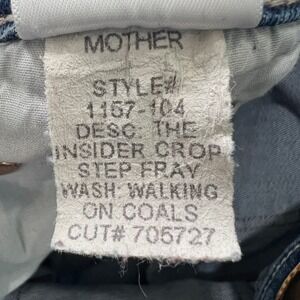 MOTHER
STYLE#
1157-104
DESC: THE
INSIDER CROP
STEP FRAY
WASH: WALKING
ON COALS
CUT# 705727